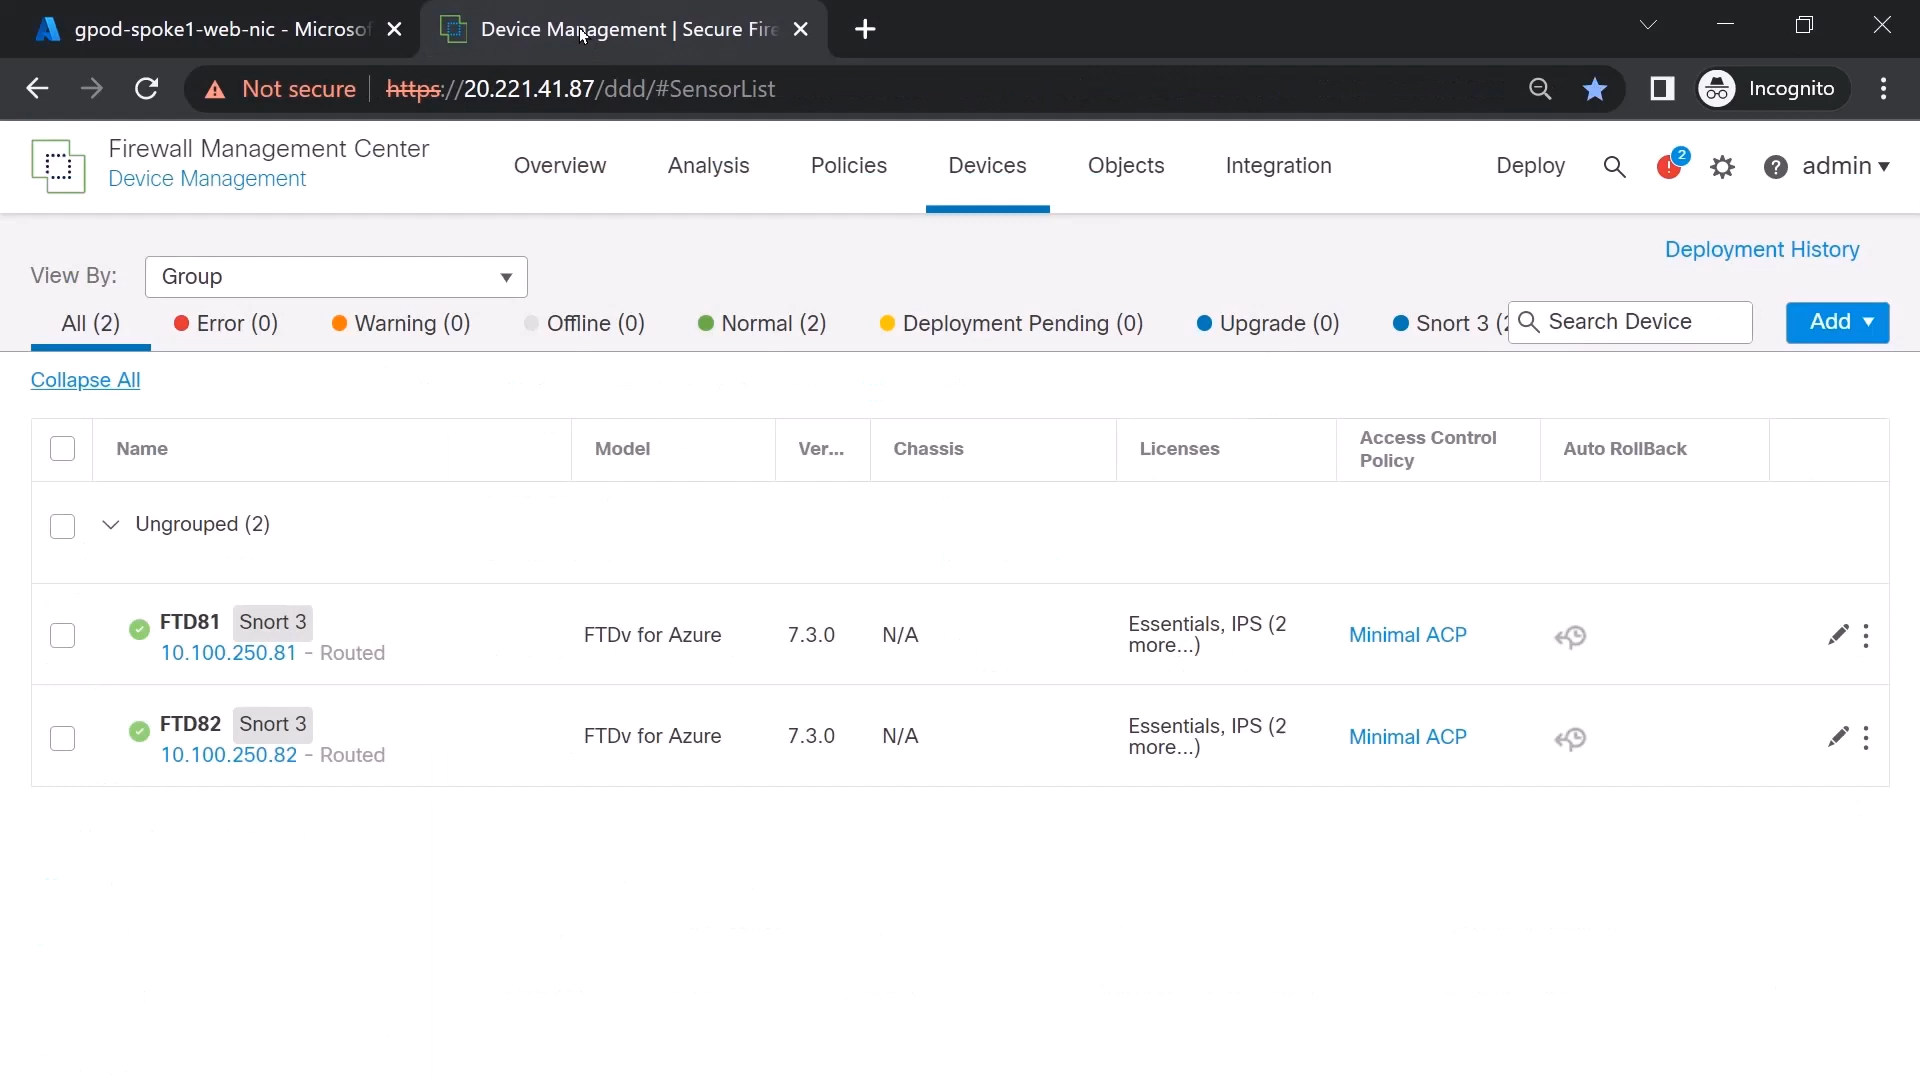 gpod-spoke1-web-nic - Microsof
Device Management | Secure Fire
Not secure
https://20.221.41.87/ddd/#SensorList
Incognito
Firewall Management Center
Device Management
Overview
Analysis
Policies
Devices
Objects
Integration
Deploy
2
admin
Deployment History
View By:
Group
All (2)
Error (0)
Warning (0)
Offline (0)
Normal (2)
Deployment Pending (0)
Upgrade (0)
Snort 3 (2
Search Device
Add
Collapse All
Name
Model
Ver...
Chassis
Licenses
Access Control
Policy
Auto RollBack
Ungrouped (2)
FTD81 Snort 3
10.100.250.81 - Routed
FTDv for Azure
7.3.0
N/A
Essentials, IPS (2
more...)
Minimal ACP
FTD82 Snort 3
10.100.250.82 - Routed
FTDv for Azure
7.3.0
N/A
Essentials, IPS (2
more...)
Minimal ACP